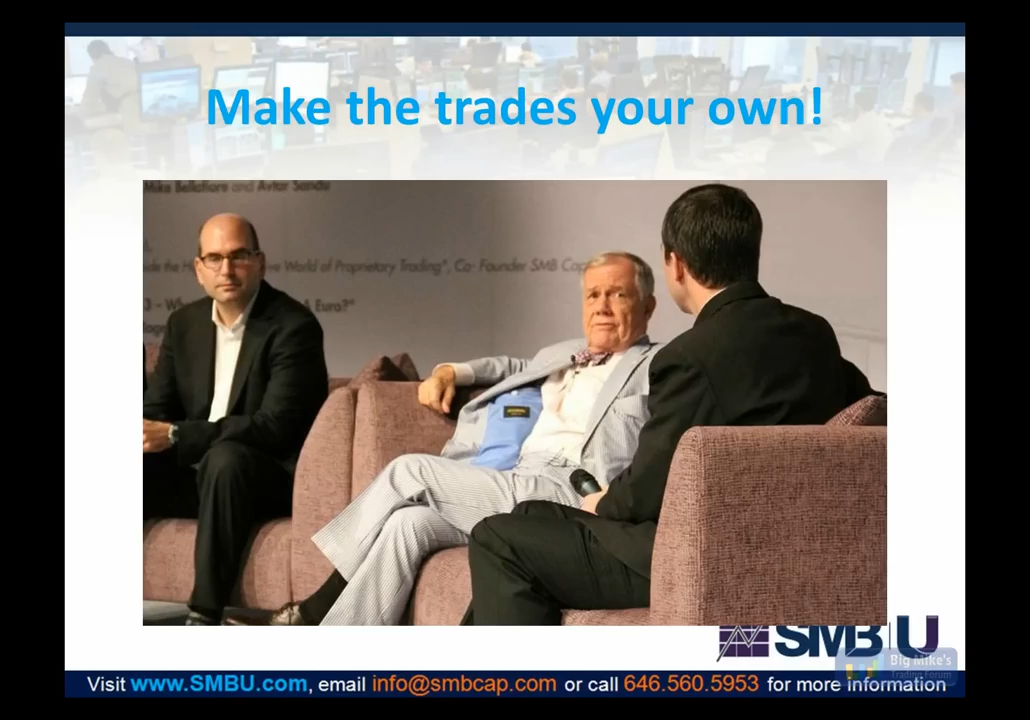 Make the trades your own!
Mike Bellafiore and Avtar Sandu
World of Proprietary Trading", Co- Founder SMB Cap
Euro?"
SMB U
Big Mike's
Trading Forum
Visit www.SMBU.com, email info@smbcap.com or call 646.560.5953 for more information